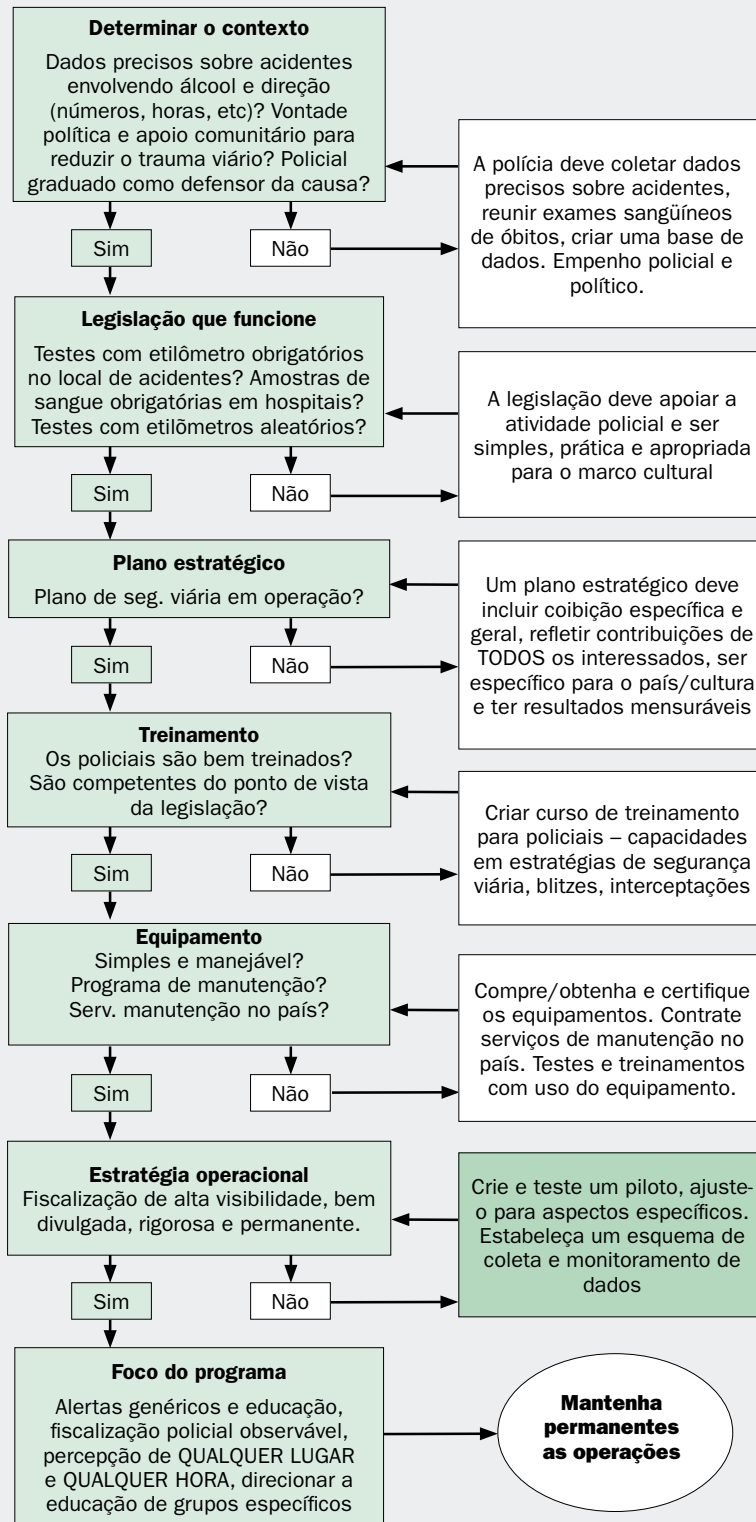 Determinar o contexto
Dados precisos sobre acidentes
envolvendo álcool e direção
(números, horas, etc)? Vontade
política e apoio comunitário para
reduzir o trauma viário? Policial
graduado como defensor da causa?
A polícia deve coletar dados
precisos sobre acidentes,
reunir exames sangüíneos
de óbitos, criar uma base de
dados. Empenho policial e
político.
Sim
Não
Legislação que funcione
Testes com etilômetro obrigatórios
no local de acidentes? Amostras de
sangue obrigatórias em hospitais?
Testes com etilõmetros aleatórios?
A legislação deve apoiar a
atividade policial e ser
simples, prática e apropriada
para o marco cultural
Sim
Não
Plano estratégico
Plano de seg. viária em operação?
Um plano estratégico deve
incluir coibição específica e
geral, refletir contribuições de
TODOS os interessados, ser
específico para o país/cultura
e ter resultados mensuráveis
Sim
Não
Treinamento
Os policiais são bem treinados?
São competentes do ponto de vista
da legislação?
Criar curso de treinamento
para policiais – capacidades
em estratégias de segurança
viária, blitzes, interceptações
Sim
Não
Equipamento
Simples e manejável?
Programa de manutenção?
Serv. manutenção no país?
Compre/obtenha e certifique
os equipamentos. Contrate
serviços de manutenção no
país. Testes e treinamentos
com uso do equipamento.
Sim
Não
Estratégia operacional
Fiscalização de alta visibilidade, bem
divulgada, rigorosa e permanente.
Crie e teste um piloto, ajuste-
o para aspectos específicos.
Estabeleça um esquema de
coleta e monitoramento de
dados
Sim
Não
Foco do programa
Alertas genéricos e educação,
fiscalização policial observável,
percepção de QUALQUER LUGAR
e QUALQUER HORA, direcionar a
educação de grupos específicos
Mantenha
permanentes
as operações